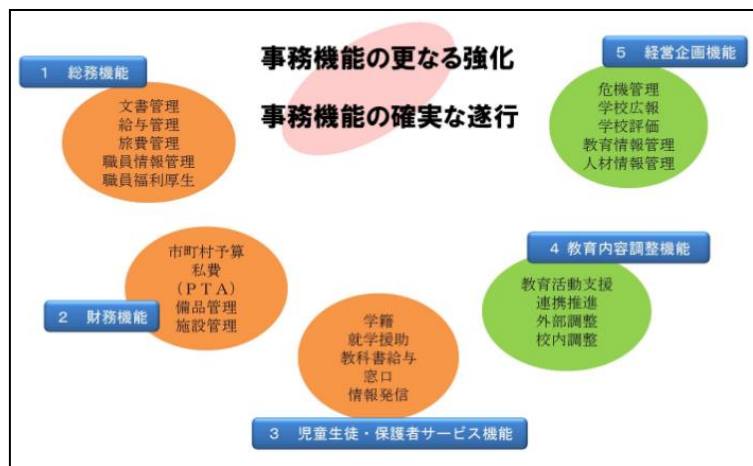 事務機能の更なる強化
事務機能の確実な遂行
1 総務機能
文書管理
給与管理
旅費管理
職員情報管理
職員福利厚生
2 財務機能
市町村予算
私費
(PTA)
備品管理
施設管理
3 児童生徒・保護者サービス機能
学籍
就学援助
教科書給与
窓口
情報発信
4 教育内容調整機能
教育活動支援
連携推進
外部調整
校内調整
5 経営企画機能
危機管理
学校広報
学校評価
教育情報管理
人材情報管理